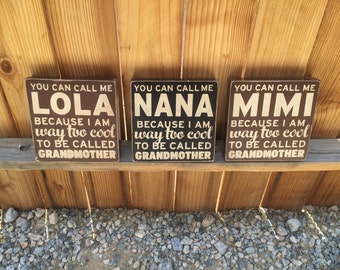 YOU CAN CALL ME
LOLA
BECAUSE I AM
way too cool
TO BE CALLED
GRANDMOTHER
YOU CAN CALL ME
NANA
BECAUSE I AM
way too cool
TO BE CALLED
GRANDMOTHER
YOU CAN CALL ME
MIMI
BECAUSE I AM
way too cool
TO BE CALLED
GRANDMOTHER